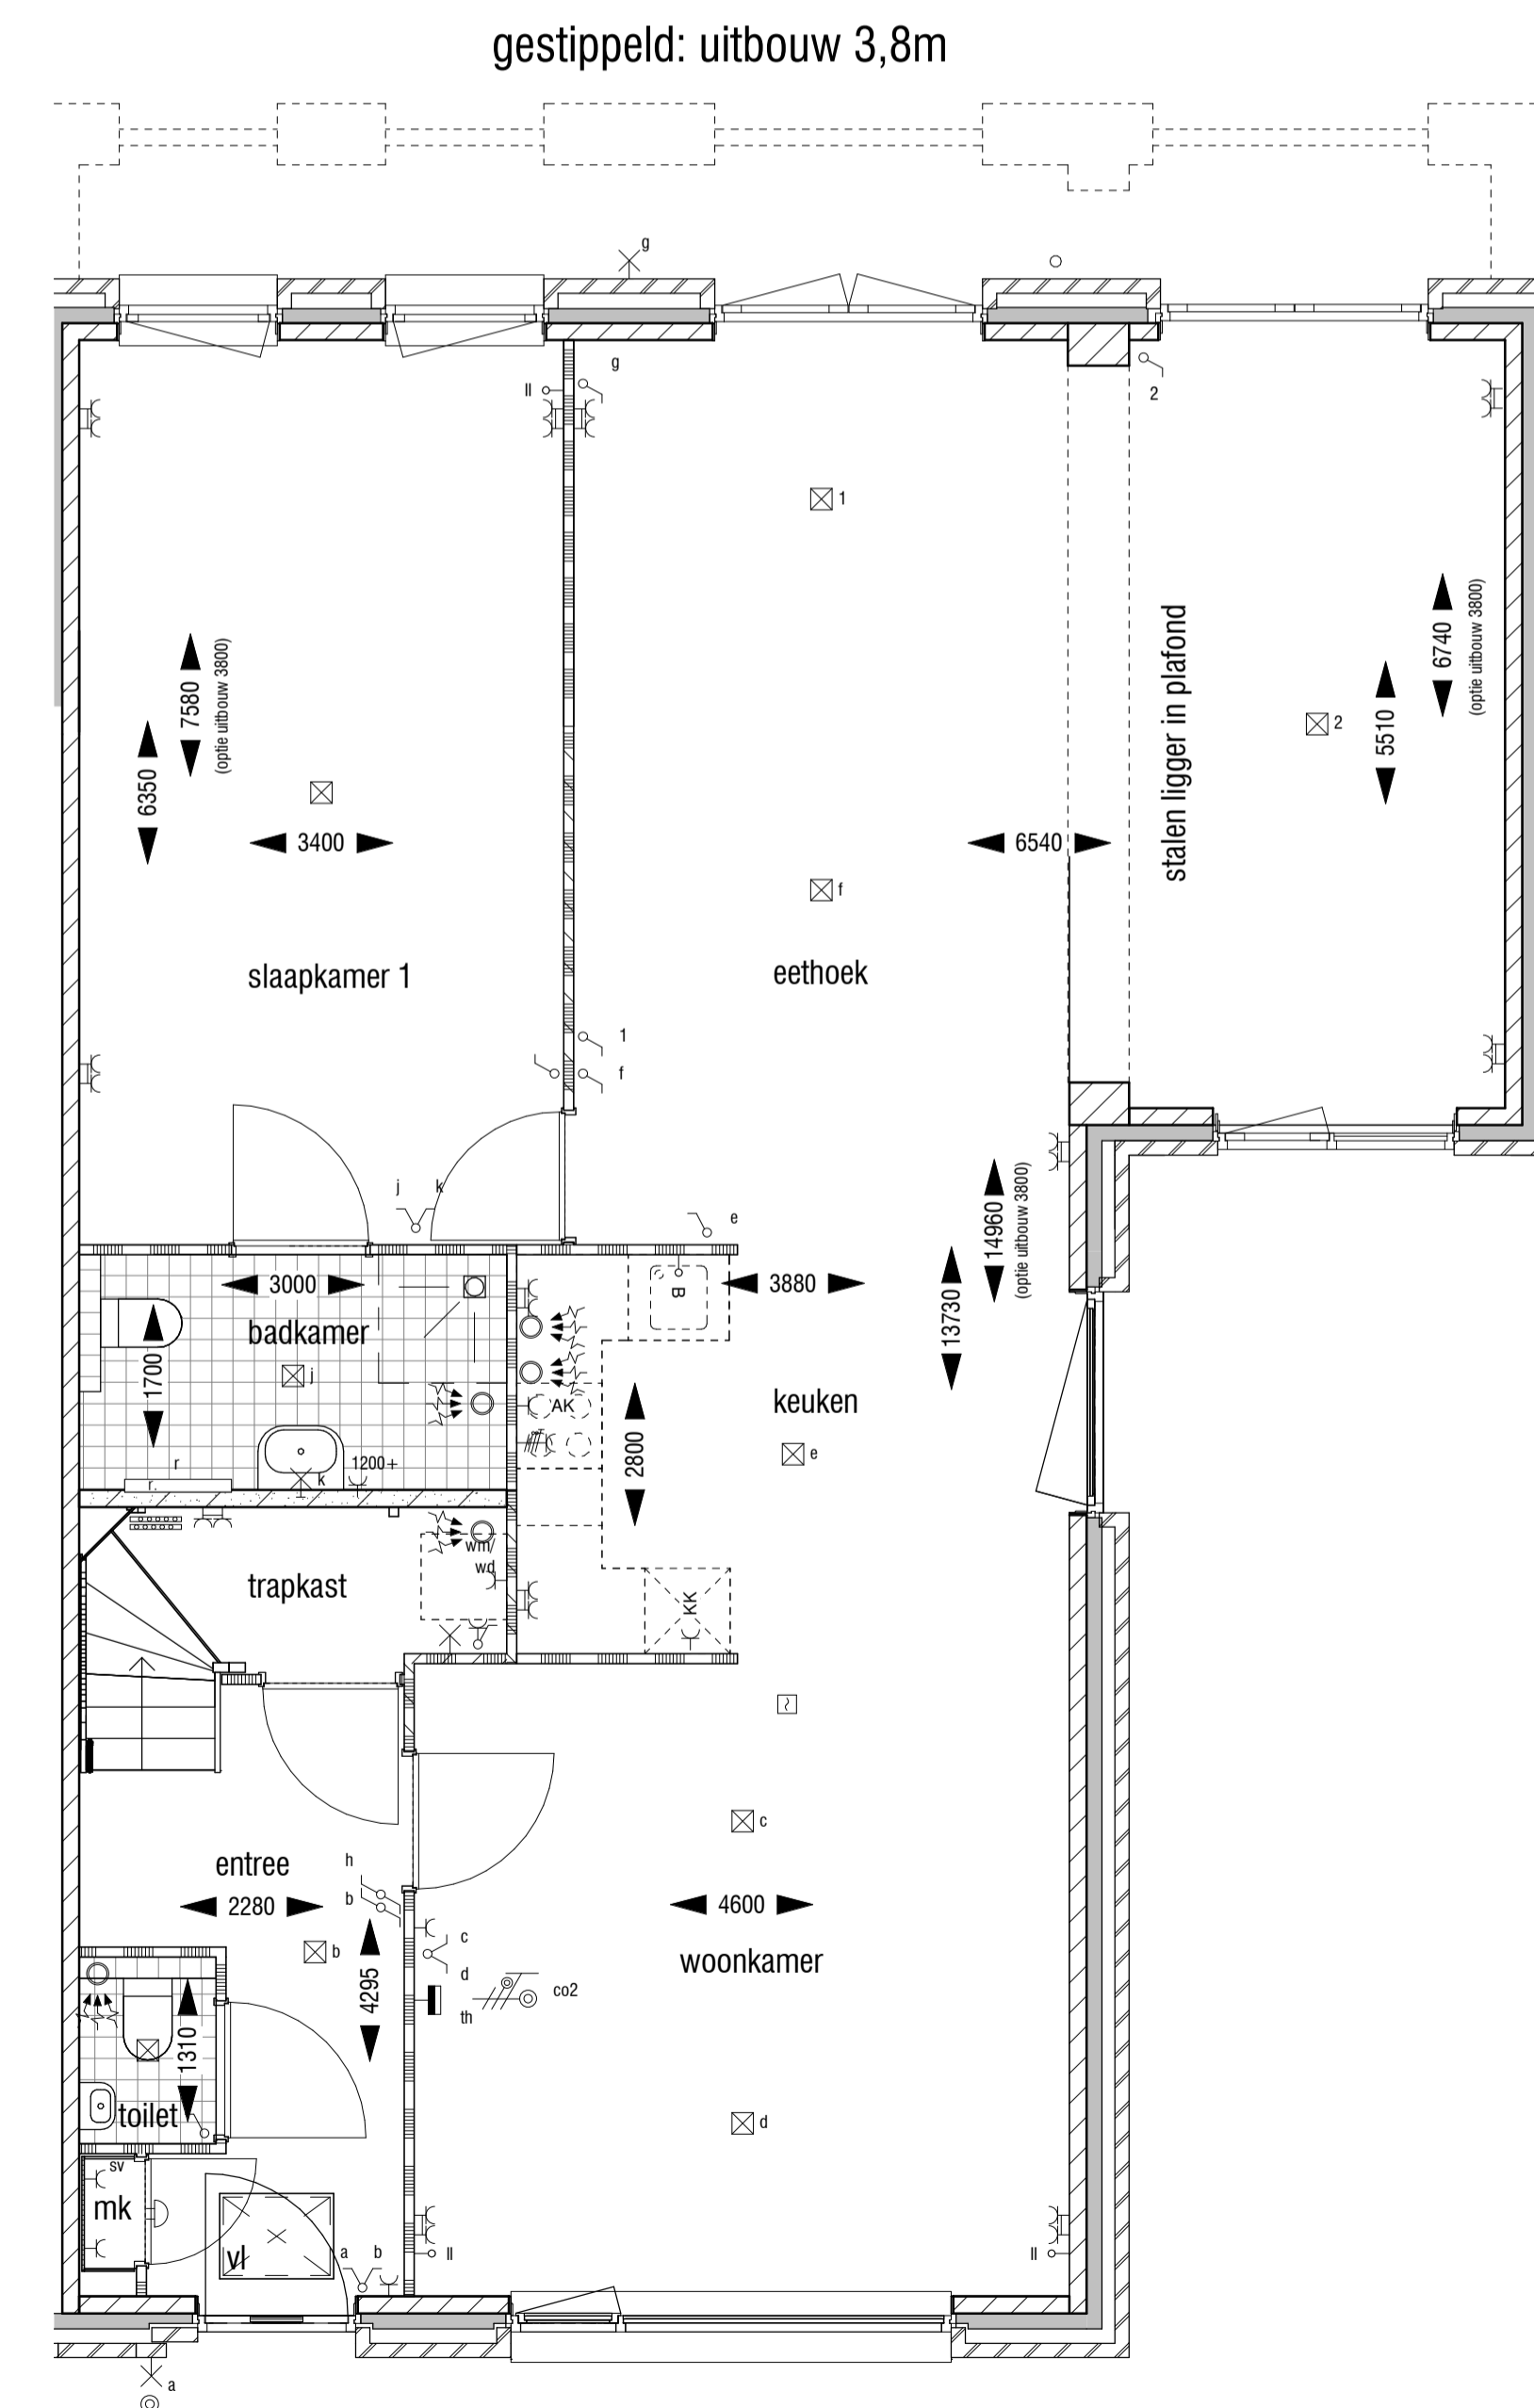 gestippeld: uitbouw 3,8m
g
g
II
2
1
2
stalen ligger in plafond
6740
(optie uitbouw 3800)
5510
7580
(optie uitbouw 3800)
6350
3400
6540
f
slaapkamer 1
eethoek
1
f
j
k
e
14960
(optie uitbouw 3800)
13730
3000
3880
B
badkamer
1700
j
AK
keuken
2800
e
r
r.
k
1200+
wm/
wd
trapkast
KK
~
c
entree
h
b
2280
4600
c
b
woonkamer
d
4295
co2
th
1310
toilet
d
sv
mk
vl
a
b
II
II
a